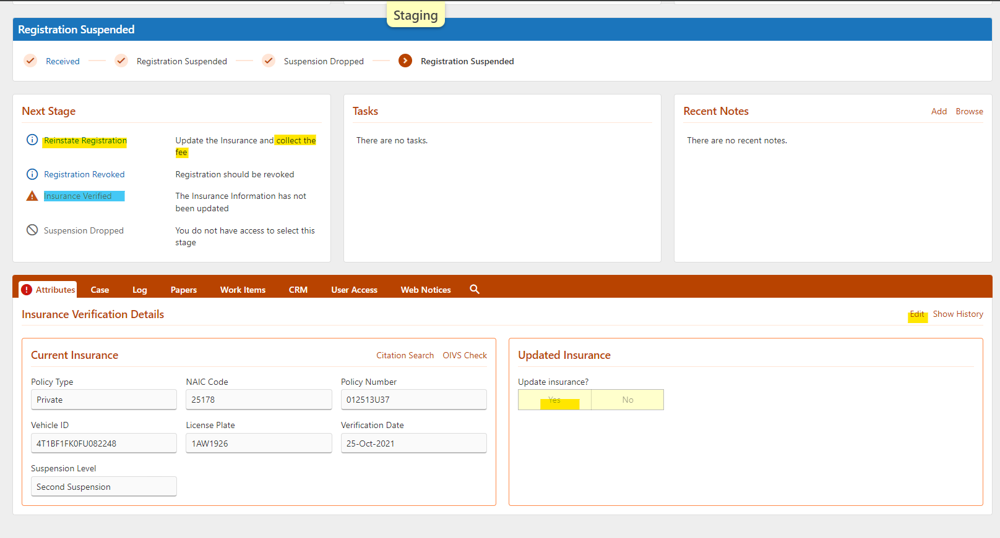 Staging
Registration Suspended
Received
Registration Suspended
Suspension Dropped
Registration Suspended
Next Stage
Reinstate Registration
Update the Insurance and collect the
fee
Registration Revoked
Registration should be revoked
Insurance Verified
The Insurance Information has not
been updated
Suspension Dropped
You do not have access to select this
stage
Tasks
There are no tasks.
Recent Notes
Add
Browse
There are no recent notes.
Attributes
Case
Log
Papers
Work Items
CRM
User Access
Web Notices
Insurance Verification Details
Edit
Show History
Current Insurance
Citation Search
OIVS Check
Policy Type
NAIC Code
Policy Number
Private
25178
012513U37
Vehicle ID
License Plate
Verification Date
4T1BF1FK0FU082248
1AW1926
25-Oct-2021
Suspension Level
Second Suspension
Updated Insurance
Update insurance?
Yes
No